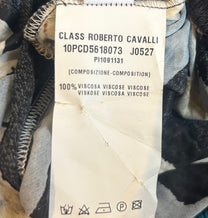 CLASS ROBERTO CAVALLI
10PCD5618073 J0527
PI1091131
[COMPOSIZIONE-COMPOSITION]
100% VISCOSA VISCOSE VISCOSE
VISKOSE VISCOSE VISCOSA